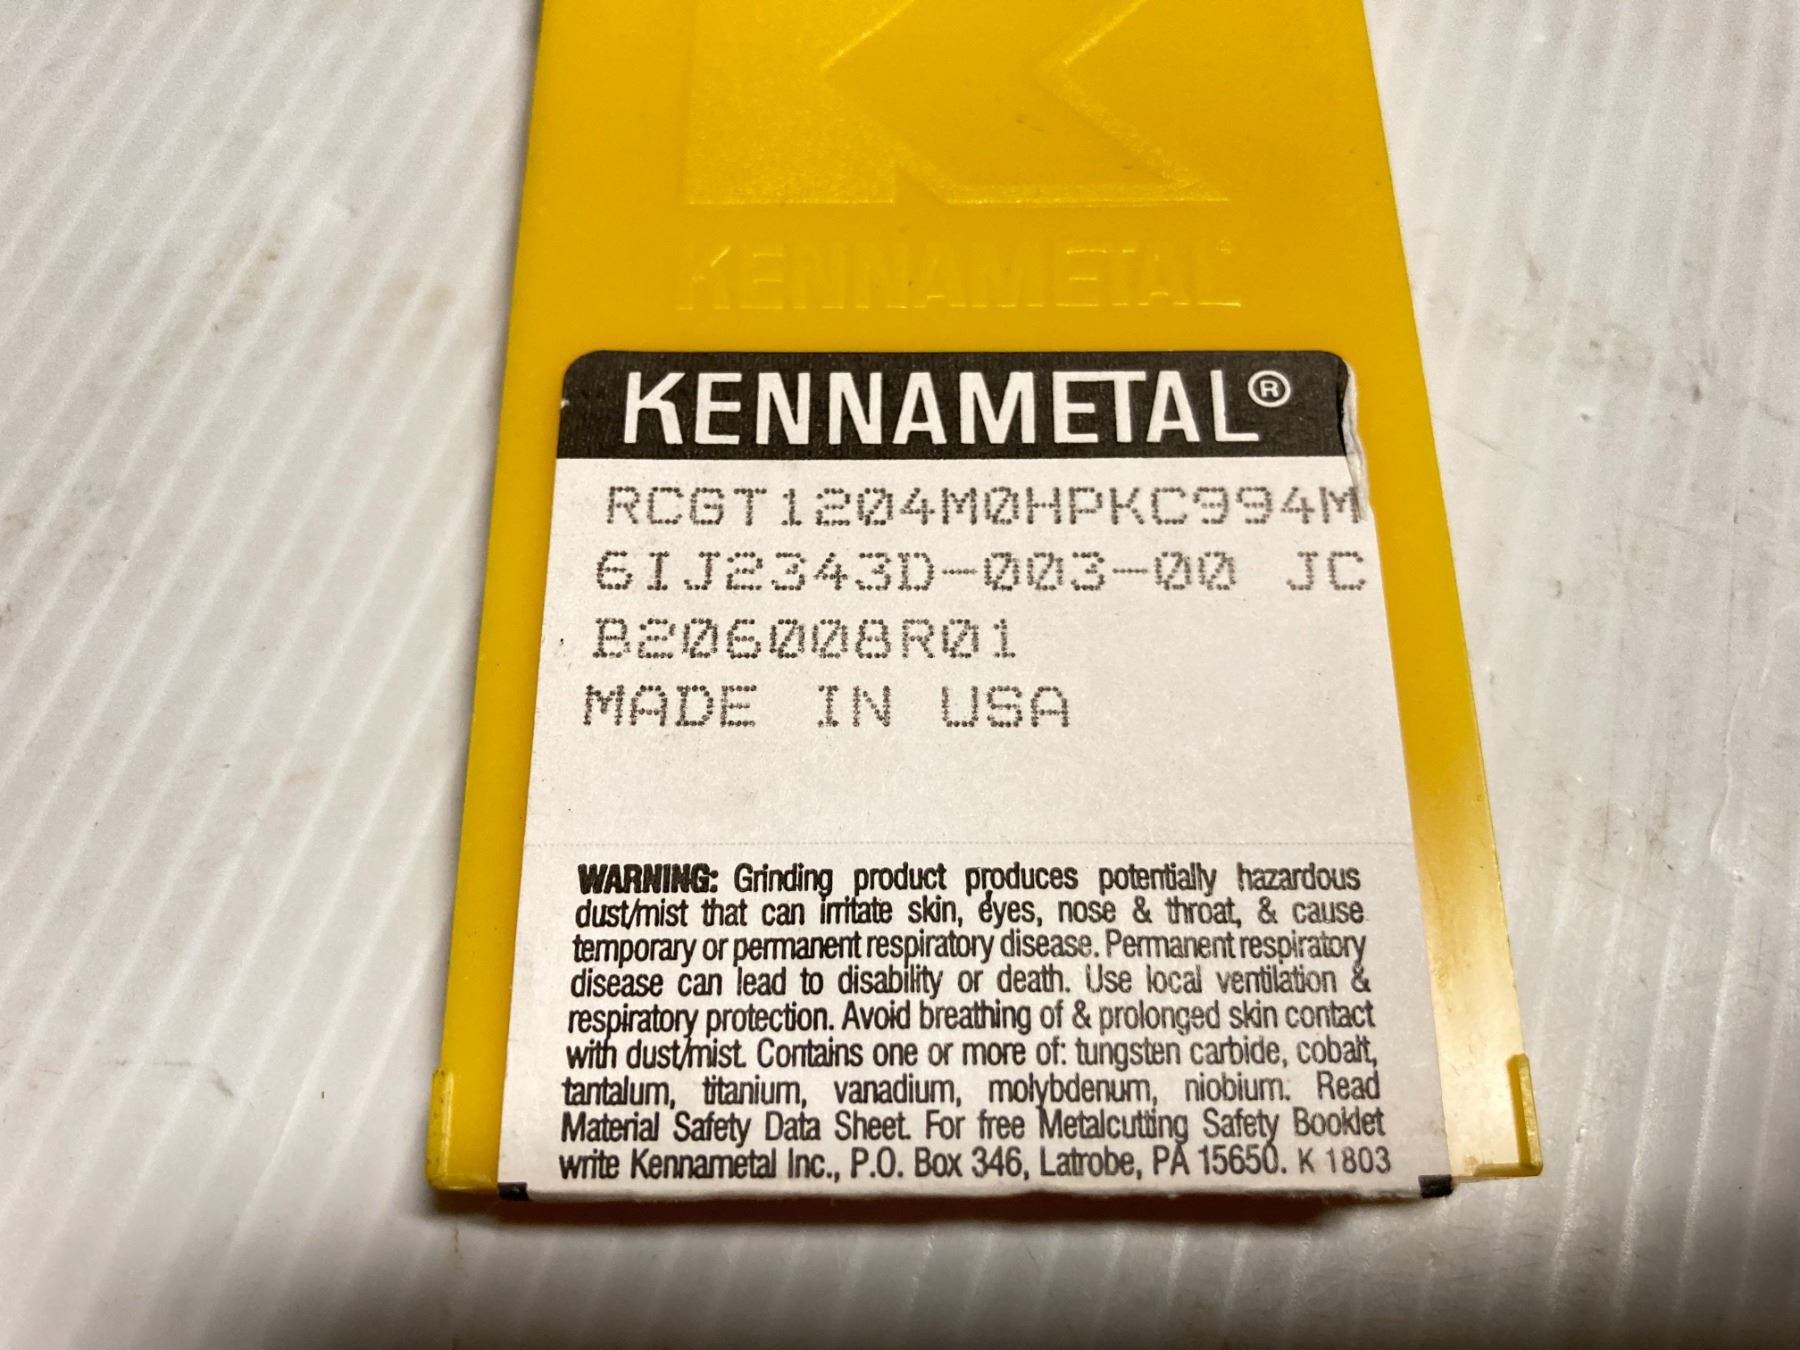 KENNAMETAL®
KENNAMETAL®
RCGT1204M0HPKC994M
6IJ2343D-003-00 JC
B206008R01
MADE IN USA
WARNING: Grinding product produces potentially hazardous
dust/mist that can irritate skin, eyes, nose & throat, & cause
temporary or permanent respiratory disease. Permanent respiratory
disease can lead to disability or death. Use local ventilation &
respiratory protection. Avoid breathing of & prolonged skin contact
with dust/mist. Contains one or more of: tungsten carbide, cobalt,
tantalum, titanium, vanadium, molybdenum, niobium. Read
Material Safety Data Sheet. For free Metalcutting Safety Booklet
write Kennametal Inc., P.O. Box 346, Latrobe, PA 15650. K 1803